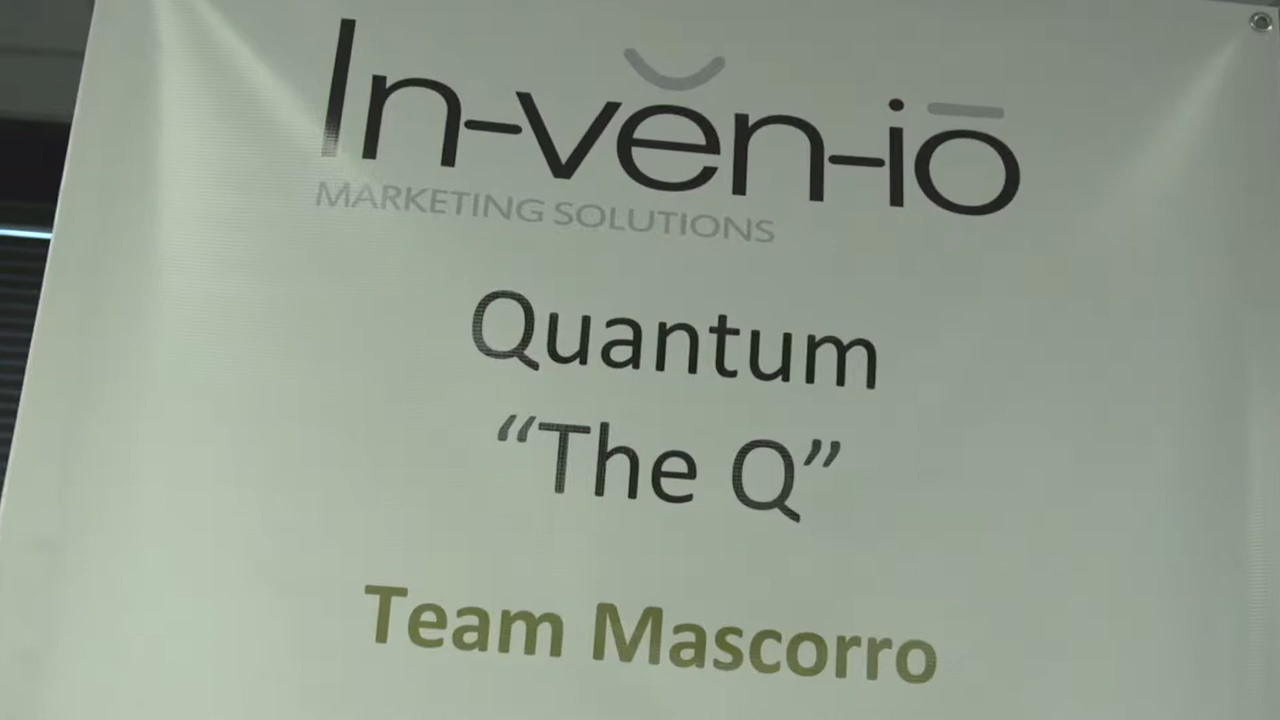 In-vĕn-iō
MARKETING SOLUTIONS
Quantum
“The Q”
Team Mascorro